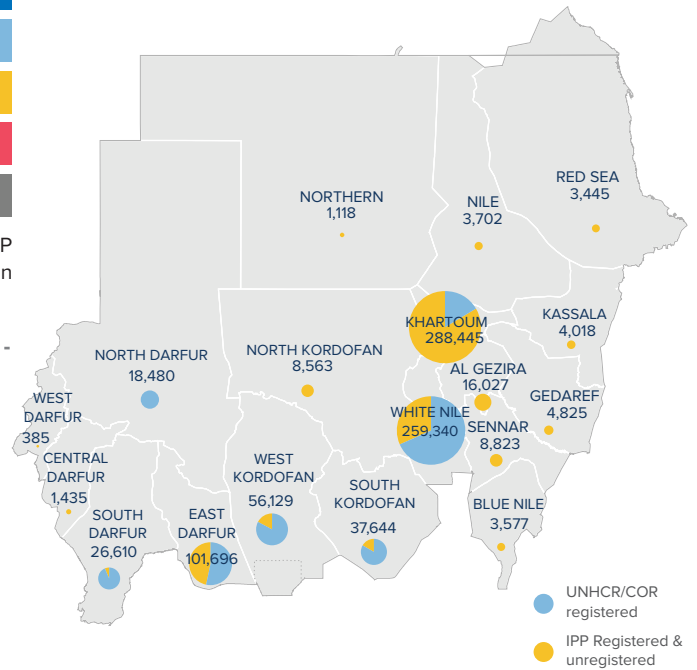 P
n
-
RED SEA
3,445
NORTHERN
1,118
NILE
3,702
KHARTOUM
288,445
KASSALA
4,018
NORTH DARFUR
18,480
NORTH KORDOFAN
8,563
AL GEZIRA
16,027
GEDAREF
4,825
WEST
DARFUR
385
WHITE NILE
259,340
SENNAR
8,823
CENTRAL
DARFUR
1,435
WEST
KORDOFAN
56,129
SOUTH
KORDOFAN
37,644
SOUTH
DARFUR
26,610
EAST
DARFUR
101,696
BLUE NILE
3,577
UNHCR/COR
registered
IPP Registered &
unregistered